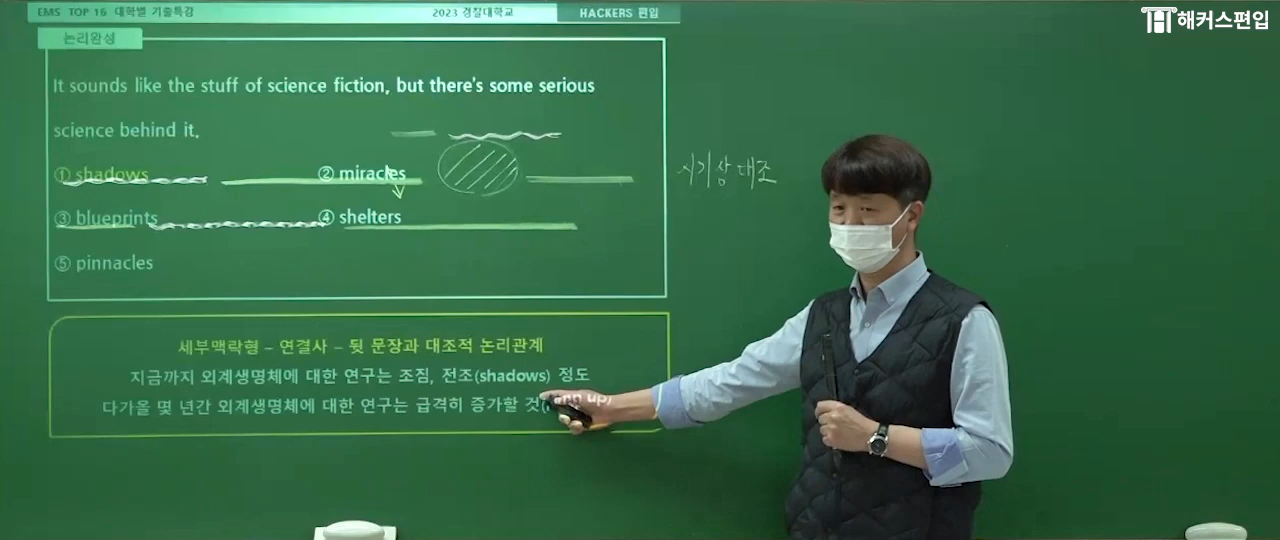 EMS TOP 16 대학별 기출특강
2023 경찰대학교
HACKERS 편입
해커스편입
논리완성
It sounds like the stuff of science fiction, but there's some serious
science behind it.
① shadows ② miracles
③ blueprints ④ shelters
⑤ pinnacles
시기상 대조
세부맥락형 – 연결사 – 뒷 문장과 대조적 논리관계
지금까지 외계생명체에 대한 연구는 조짐, 전조(shadows) 정도
다가올 몇 년간 외계생명체에 대한 연구는 급격히 증가할 것
up)